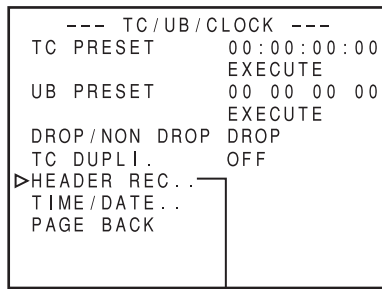 --- TC/UB/CLOCK ---
TC PRESET 00:00:00:00
EXECUTE
UB PRESET 00 00 00 00
EXECUTE
DROP/NON DROP DROP
TC DUPLI. OFF
HEADER REC..
TIME/DATE..
PAGE BACK